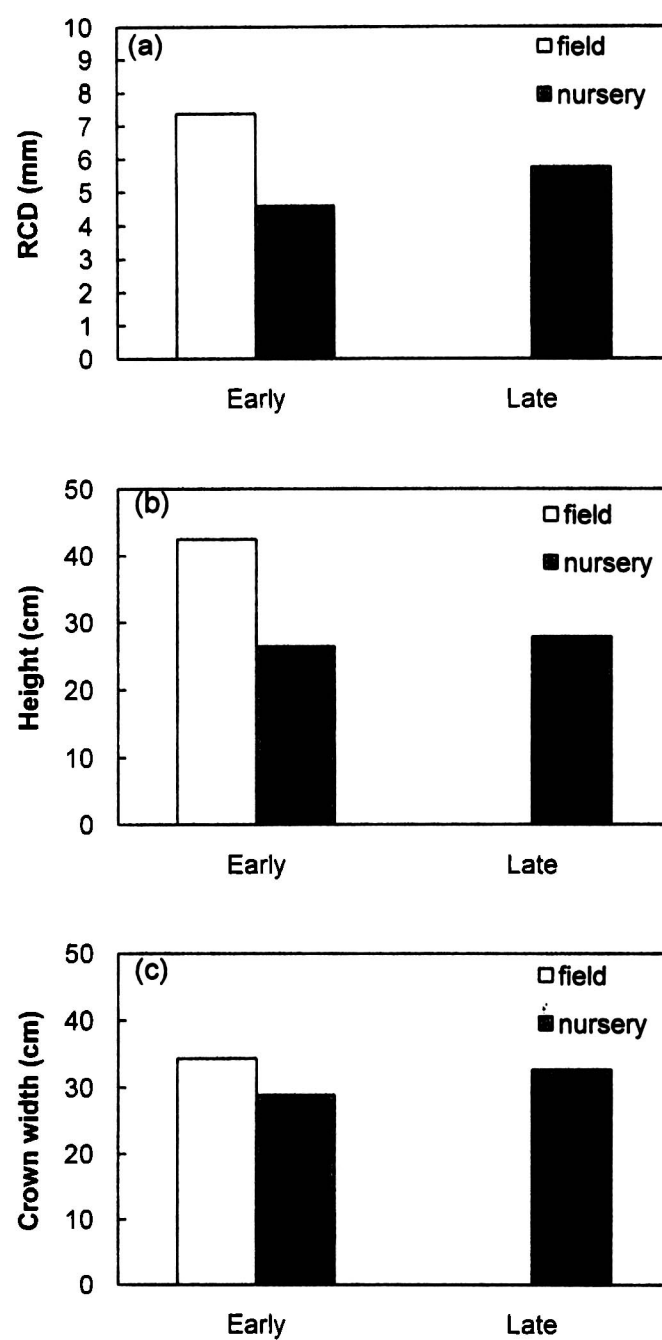 (a)
field
nursery
10
9
8
7
6
5
4
3
2
1
0
RCD (mm)
Early Late
(b)
field
nursery
50
40
30
20
10
0
Height (cm)
Early Late
(c)
field
nursery
50
40
30
20
10
0
Crown width (cm)
Early Late